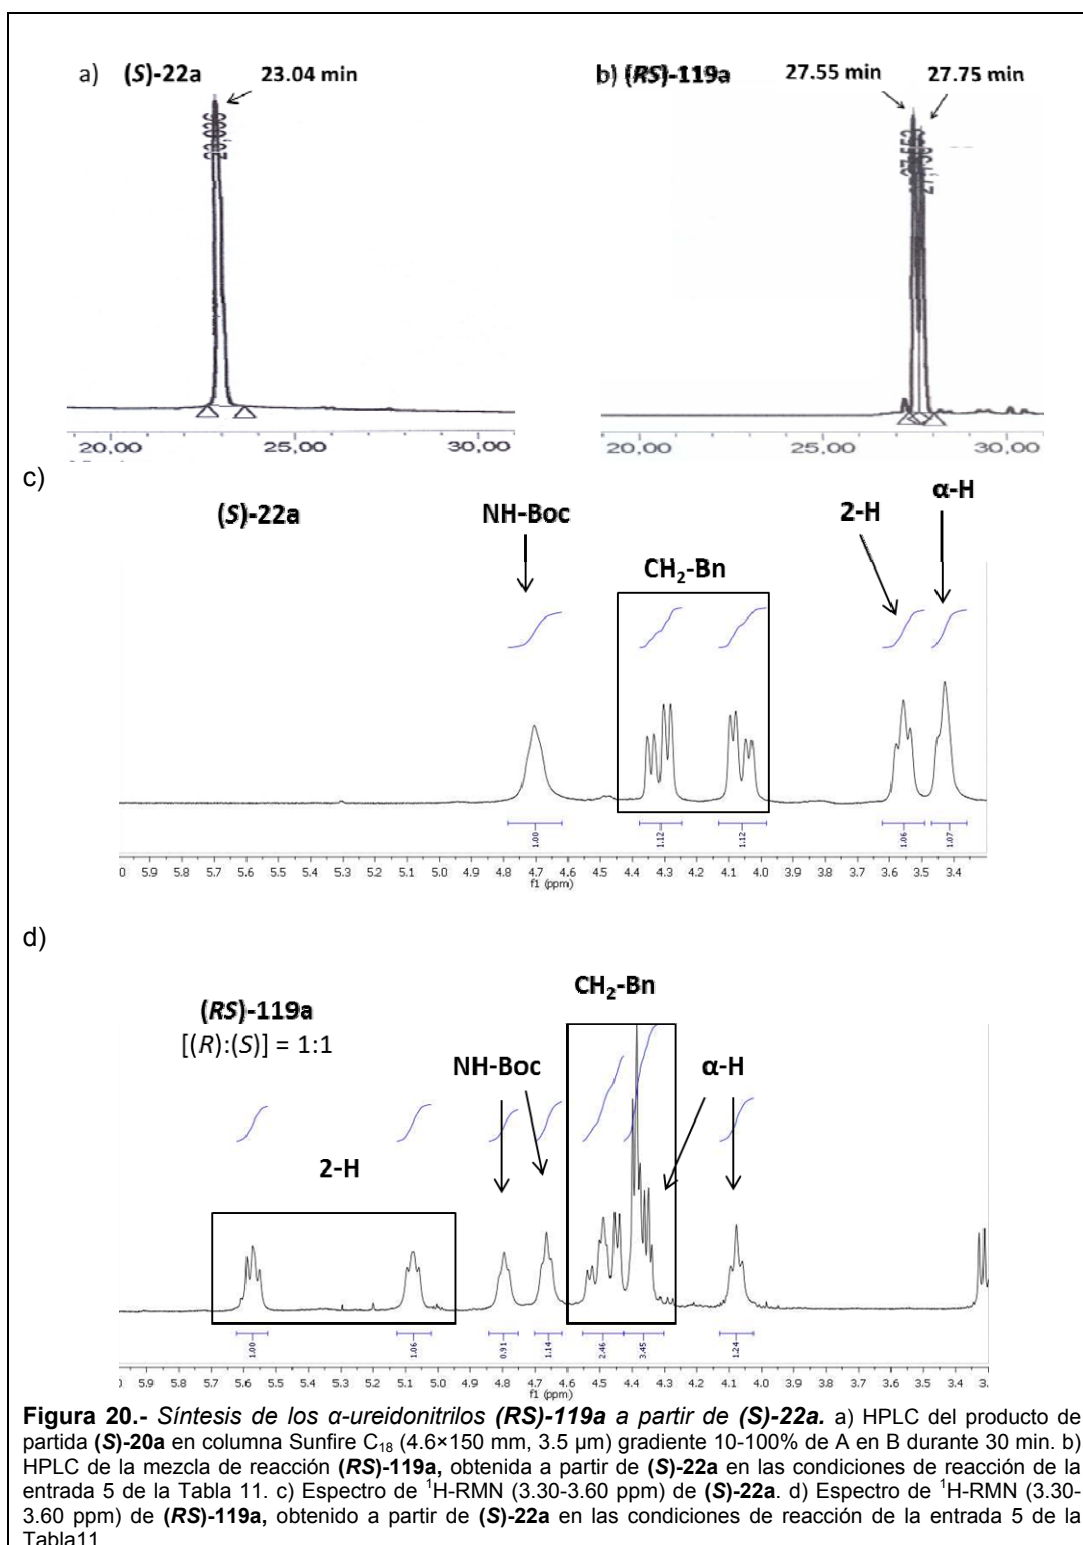 a) (S)-22a 23.04 min
b) (RS)-119a 27.55 min 27.75 min
20,00 25,00 30,00
20,00 25,00 30,00
c)
(S)-22a NH-Boc CH2-Bn 2-H α-H
1.00 1.12 1.12 1.06 1.07
0 5.9 5.8 5.7 5.6 5.5 5.4 5.3 5.2 5.1 5.0 4.9 4.8 4.7 4.6 4.5 4.4 4.3 4.2 4.1 4.0 3.9 3.8 3.7 3.6 3.5 3.4
f1 (ppm)
d)
(RS)-119a
[(R):(S)] = 1:1
CH2-Bn
NH-Boc α-H
2-H
1.00 1.06 0.91 1.14 2.46 3.45 1.24
5.9 5.8 5.7 5.6 5.5 5.4 5.3 5.2 5.1 5.0 4.9 4.8 4.7 4.6 4.5 4.4 4.3 4.2 4.1 4.0 3.9 3.8 3.7 3.6 3.5 3.4 3.
f1 (ppm)
Figura 20.- Síntesis de los α-ureidonitrilos (RS)-119a a partir de (S)-22a. a) HPLC del producto de
partida (S)-20a en columna Sunfire C18 (4.6×150 mm, 3.5 µm) gradiente 10-100% de A en B durante 30 min. b)
HPLC de la mezcla de reacción (RS)-119a, obtenida a partir de (S)-22a en las condiciones de reacción de la
entrada 5 de la Tabla 11. c) Espectro de 1H-RMN (3.30-3.60 ppm) de (S)-22a. d) Espectro de 1H-RMN (3.30-
3.60 ppm) de (RS)-119a, obtenido a partir de (S)-22a en las condiciones de reacción de la entrada 5 de la
Tabla11